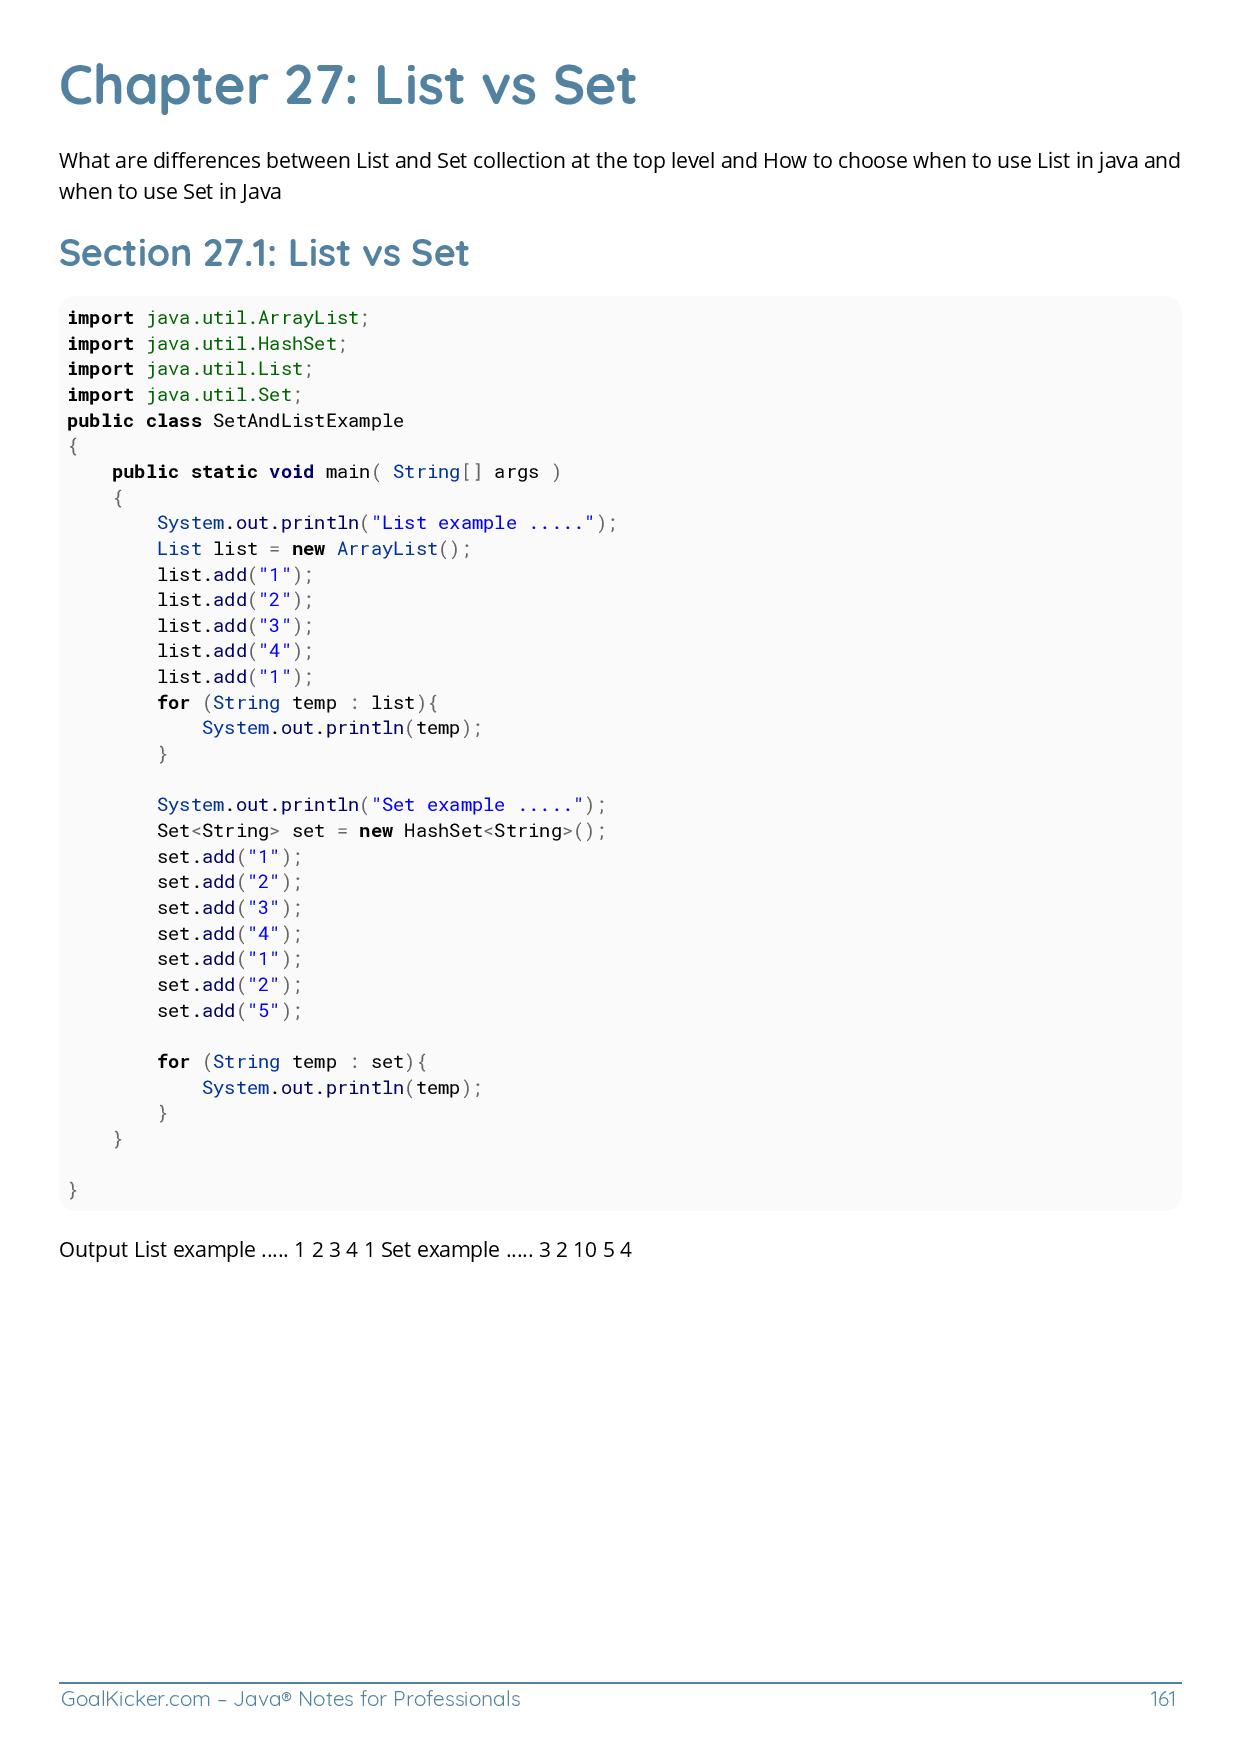 Chapter 27: List vs Set
What are differences between List and Set collection at the top level and How to choose when to use List in java and
when to use Set in Java
Section 27.1: List vs Set
import java.util.ArrayList;
import java.util.HashSet;
import java.util.List;
import java.util.Set;
public class SetAndListExample
{
    public static void main( String[] args )
    {
        System.out.println("List example .....");
        List list = new ArrayList();
        list.add("1");
        list.add("2");
        list.add("3");
        list.add("4");
        list.add("1");
        for (String temp : list){
            System.out.println(temp);
        }

        System.out.println("Set example .....");
        Set<String> set = new HashSet<String>();
        set.add("1");
        set.add("2");
        set.add("3");
        set.add("4");
        set.add("1");
        set.add("2");
        set.add("5");

        for (String temp : set){
            System.out.println(temp);
        }
    }

}
Output List example ..... 1 2 3 4 1 Set example ..... 3 2 10 5 4
GoalKicker.com – Java® Notes for Professionals 161